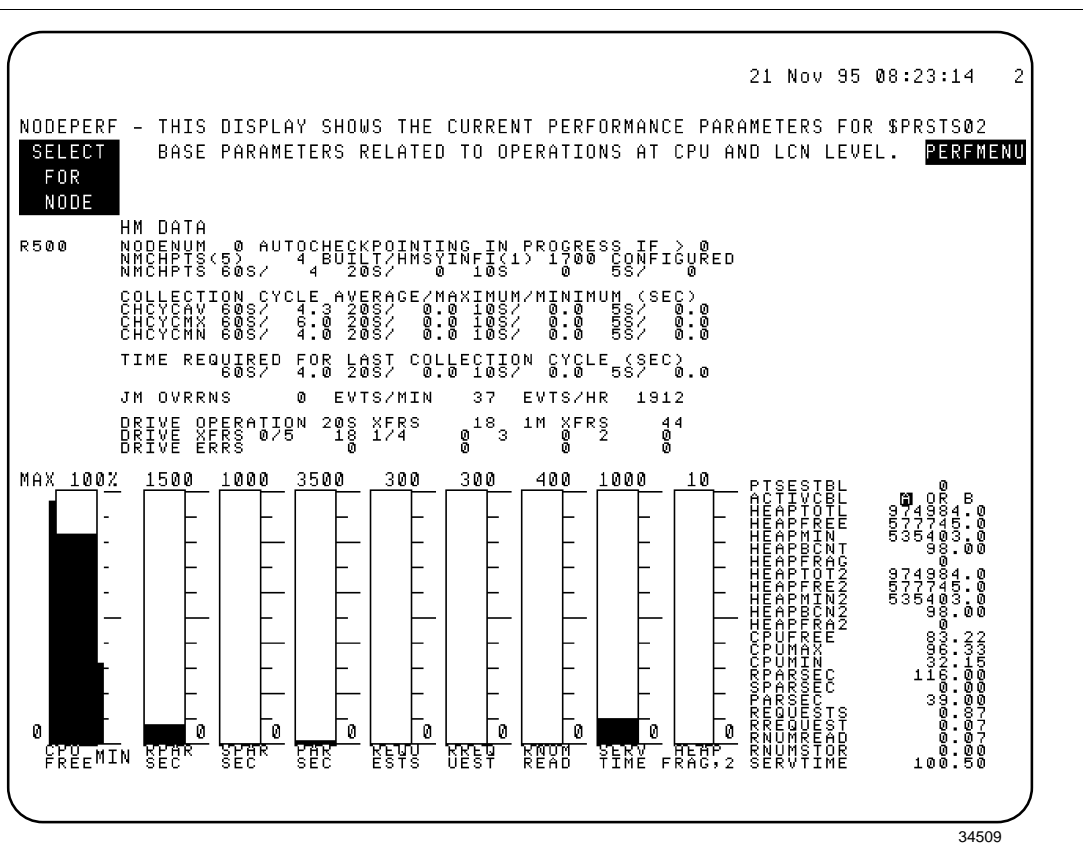 21 Nov 95 08:23:14 2
NODEPERF - THIS DISPLAY SHOWS THE CURRENT PERFORMANCE PARAMETERS FOR $PRSTS02
SELECT BASE PARAMETERS RELATED TO OPERATIONS AT CPU AND LCN LEVEL. PERFMENU
FOR
NODE
HM DATA
R500 NODENUM 0 AUTOCHECKPOINTING IN PROGRESS IF > 0
NMCHPTS(5) 4 BUILT/HMSYINFI(1) 1700 CONFIGURED
NMCHPTS 60S/ 4 20S/ 0 10S 0 5S/ 0
COLLECTION CYCLE AVERAGE/MAXIMUM/MINIMUM (SEC)
CHCYCAV 60S/ 4.3 20S/ 0.0 10S/ 0.0 5S/ 0.0
CHCYCMX 60S/ 6.0 20S/ 0.0 10S/ 0.0 5S/ 0.0
CHCYCMN 60S/ 4.0 20S/ 0.0 10S/ 0.0 5S/ 0.0
TIME REQUIRED FOR LAST COLLECTION CYCLE (SEC)
60S/ 4.0 20S/ 0.0 10S/ 0.0 5S/ 0.0
JM OVRRNS 0 EVTS/MIN 37 EVTS/HR 1912
DRIVE OPERATION 20S XFRS 18 1M XFRS 44
DRIVE XFRS 0/5 18 1/4 0 3 0 2 0
DRIVE ERRS 0 0 0 0
MAX 100% 1500 1000 3500 300 300 400 1000 10
0 0 0 0 0 0 0 0 0
CPU FREE MIN
RPAR SEC
SPAR SEC
PAR SEC
REQU ESTS
RREQ UEST
RNUM READ
SERV TIME
HEAP FRAG,2
PTSESTBL 0
ACTIVCBL A OR B
HEAPTOTL 974984.0
HEAPFREE 577745.0
HEAPMIN 535403.0
HEAPBCNT 98.00
HEAPFRAG 0
HEAPTOT2 974984.0
HEAPFRE2 577745.0
HEAPMIN2 535403.0
HEAPBCN2 98.00
HEAPFRA2 0
CPUFREE 83.22
CPUMAX 96.33
CPUMIN 32.15
RPARSEC 116.00
SPARSEC 0.00
PARSEC 39.00
REQUESTS 0.87
RREQUEST 0.07
RNUMREAD 0.07
RNUMSTOR 0.00
SERVTIME 100.50
34509